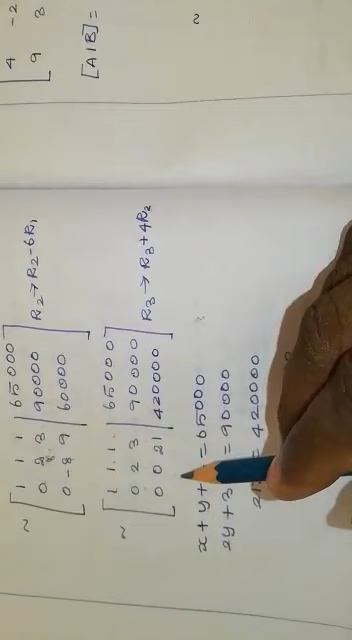 4 -2
9 8
[A|B] =
~
~ [ 1 1 1 | 65000
0 2 3 | 90000
0 -8 9 | 60000 ] R₂ → R₂ - 6R₁
~ [ 1 1 1 | 65000
0 2 3 | 90000
0 0 21 | 420000 ] R₃ → R₃ + 4R₂
x + y + = 65000
2y + 3 = 90000
= 420000